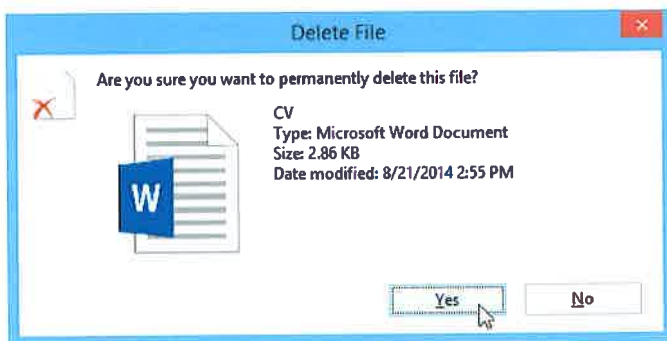 Delete File
Are you sure you want to permanently delete this file?
W
CV
Type: Microsoft Word Document
Size: 2.86 KB
Date modified: 8/21/2014 2:55 PM
Yes
No